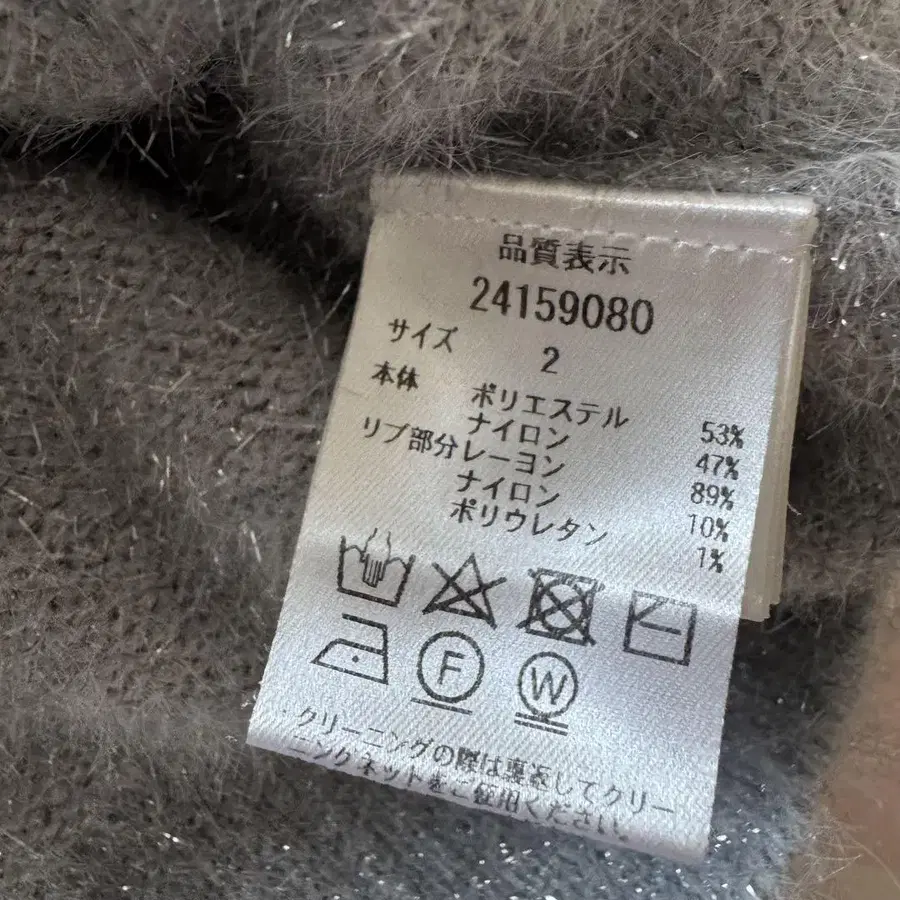 品質表示
24159080
サイズ 2
本体 ポリエステル 53%
ナイロン 47%
リブ部分レーヨン 89%
ナイロン 10%
ポリウレタン 1%
F W
・クリーニングの際は裏返してクリー
ニングネットをご使用ください。